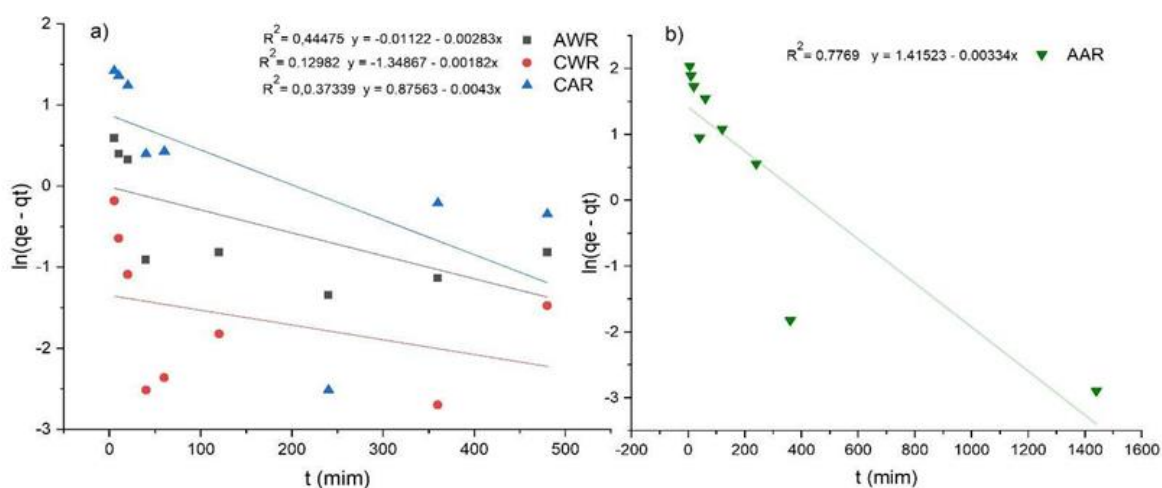 a)
R² = 0,44475 y = -0.01122 - 0.00283x AWR
R² = 0.12982 y = -1.34867 - 0.00182x CWR
R² = 0,0.37339 y = 0.87563 - 0.0043x CAR
ln(qe - qt)
2
1
0
-1
-2
-3
0 100 200 300 400 500
t (mim)
b)
R² = 0.7769 y = 1.41523 - 0.00334x AAR
ln(qe - qt)
2
1
0
-1
-2
-3
-200 0 200 400 600 800 1000 1200 1400 1600
t (mim)